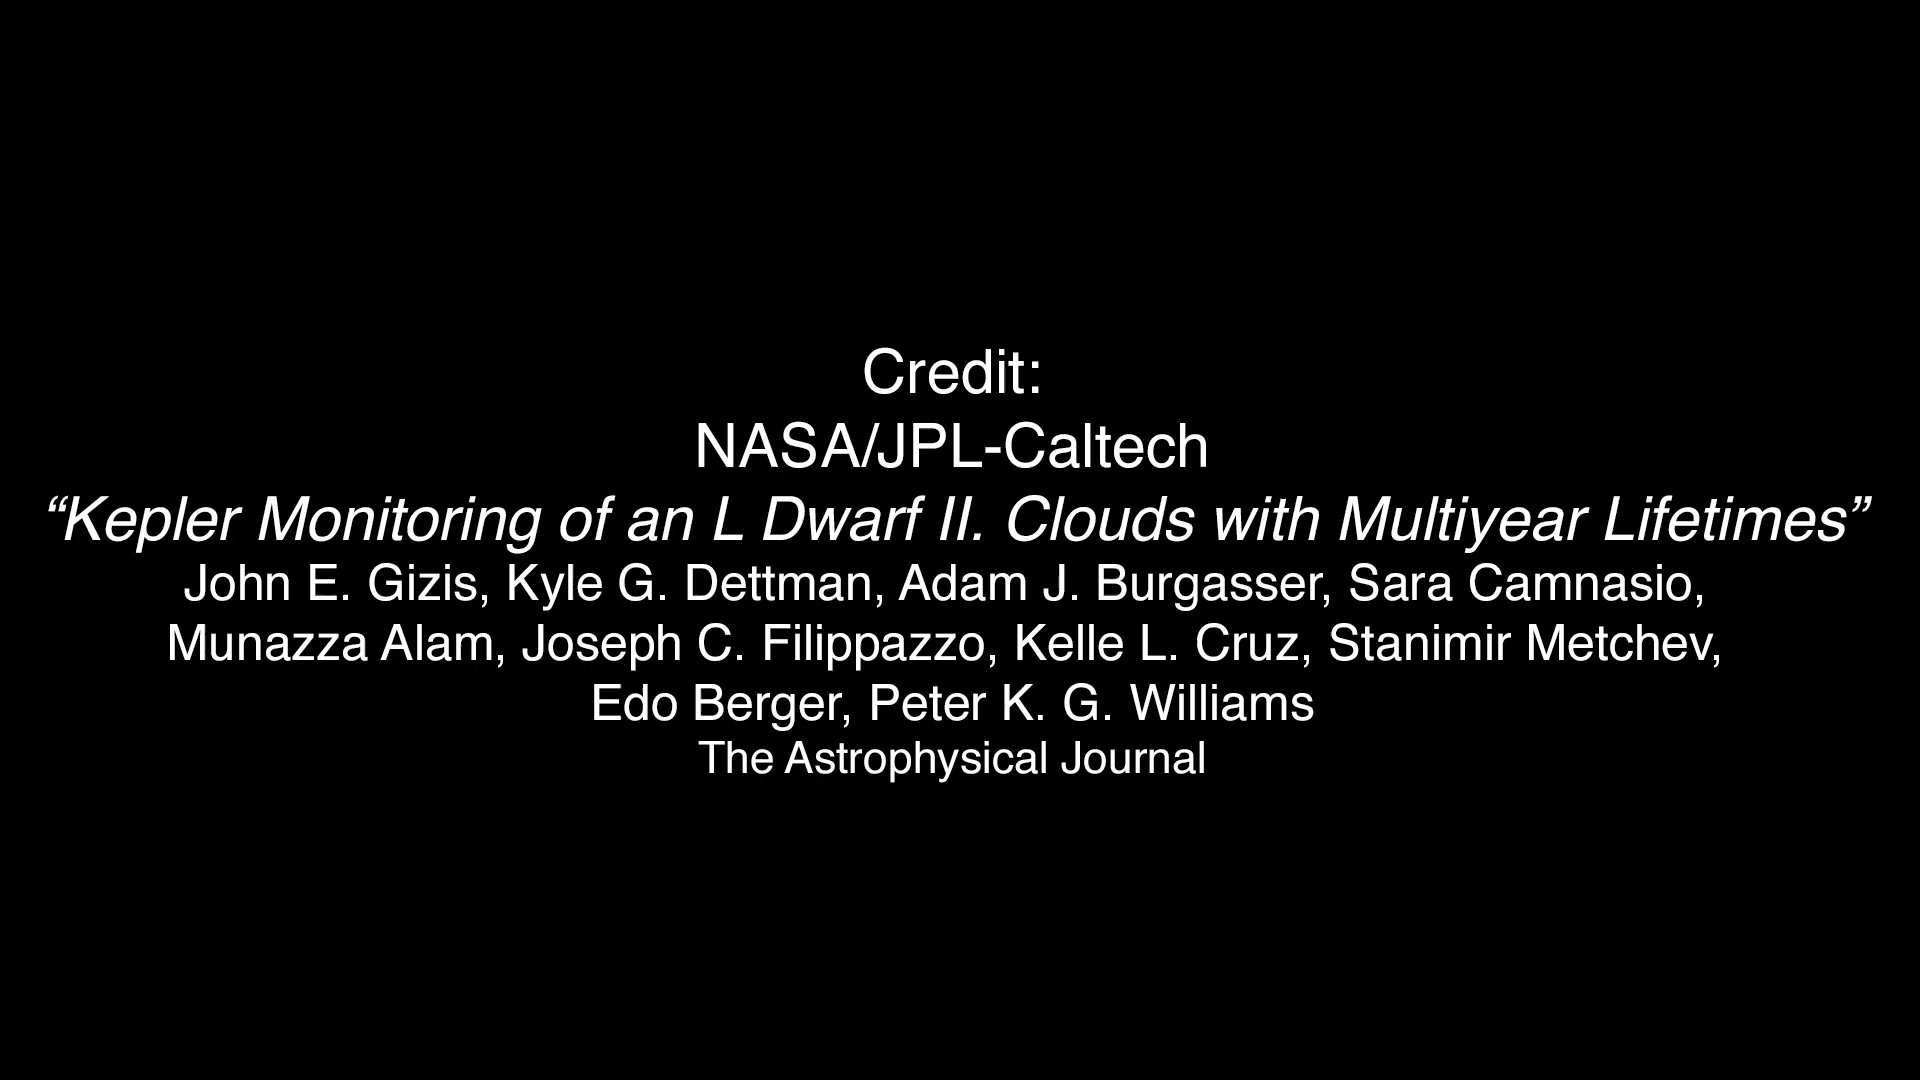 Credit:
NASA/JPL-Caltech
“Kepler Monitoring of an L Dwarf II. Clouds with Multiyear Lifetimes”
John E. Gizis, Kyle G. Dettman, Adam J. Burgasser, Sara Camnasio,
Munazza Alam, Joseph C. Filippazzo, Kelle L. Cruz, Stanimir Metchev,
Edo Berger, Peter K. G. Williams
The Astrophysical Journal